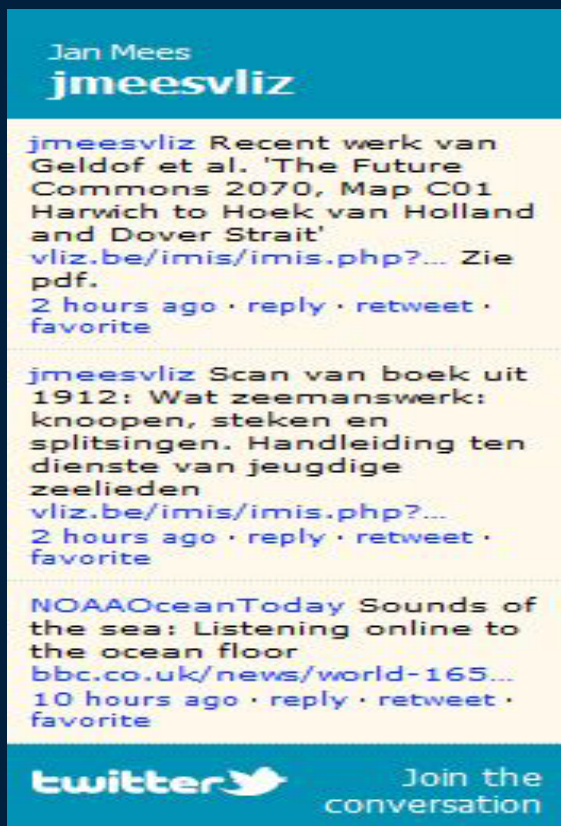 Jan Mees
jmeesvliz
jmeesvliz Recent werk van
Geldof et al. 'The Future
Commons 2070, Map C01
Harwich to Hoek van Holland
and Dover Strait'
vliz.be/imis/imis.php?... Zie
pdf.
2 hours ago · reply · retweet ·
favorite
jmeesvliz Scan van boek uit
1912: Wat zeemanswerk:
knoopen, steken en
splitsingen. Handleiding ten
dienste van jeugdige
zeelieden
vliz.be/imis/imis.php?...
2 hours ago · reply · retweet ·
favorite
NOAAOceanToday Sounds of
the sea: Listening online to
the ocean floor
bbc.co.uk/news/world-165...
10 hours ago · reply · retweet ·
favorite
twitter Join the
conversation